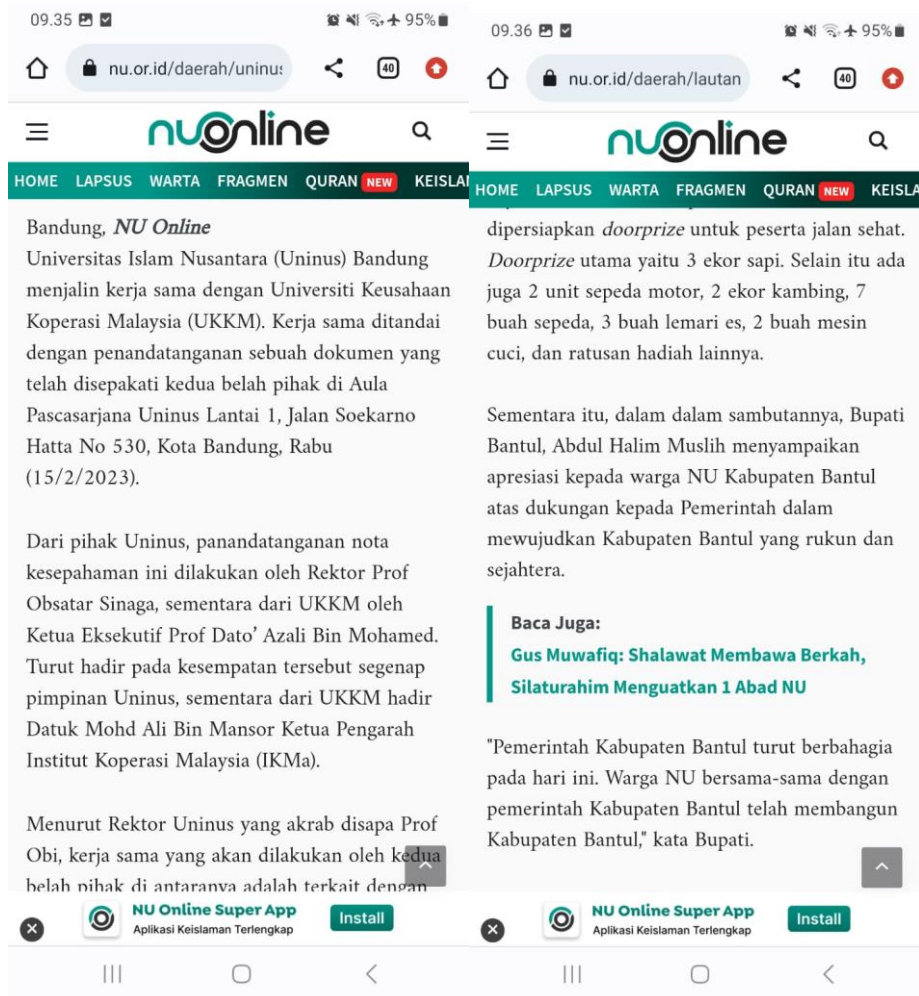 09.35
95%
nu.or.id/daerah/uninus
40
nuonline
HOME LAPSUS WARTA FRAGMEN QURAN NEW KEISLA
Bandung, NU Online
Universitas Islam Nusantara (Uninus) Bandung
menjalin kerja sama dengan Universiti Keusahaan
Koperasi Malaysia (UKKM). Kerja sama ditandai
dengan penandatanganan sebuah dokumen yang
telah disepakati kedua belah pihak di Aula
Pascasarjana Uninus Lantai 1, Jalan Soekarno
Hatta No 530, Kota Bandung, Rabu
(15/2/2023).
Dari pihak Uninus, panandatanganan nota
kesepahaman ini dilakukan oleh Rektor Prof
Obsatar Sinaga, sementara dari UKKM oleh
Ketua Eksekutif Prof Dato’ Azali Bin Mohamed.
Turut hadir pada kesempatan tersebut segenap
pimpinan Uninus, sementara dari UKKM hadir
Datuk Mohd Ali Bin Mansor Ketua Pengarah
Institut Koperasi Malaysia (IKMa).
Menurut Rektor Uninus yang akrab disapa Prof
Obi, kerja sama yang akan dilakukan oleh kedua
belah pihak di antaranya adalah terkait dengan
NU Online Super App
Aplikasi Keislaman Terlengkap
Install
09.36
95%
nu.or.id/daerah/lautan
40
nuonline
HOME LAPSUS WARTA FRAGMEN QURAN NEW KEISLA
dipersiapkan doorprize untuk peserta jalan sehat.
Doorprize utama yaitu 3 ekor sapi. Selain itu ada
juga 2 unit sepeda motor, 2 ekor kambing, 7
buah sepeda, 3 buah lemari es, 2 buah mesin
cuci, dan ratusan hadiah lainnya.
Sementara itu, dalam dalam sambutannya, Bupati
Bantul, Abdul Halim Muslih menyampaikan
apresiasi kepada warga NU Kabupaten Bantul
atas dukungan kepada Pemerintah dalam
mewujudkan Kabupaten Bantul yang rukun dan
sejahtera.
Baca Juga:
Gus Muwafiq: Shalawat Membawa Berkah,
Silaturahim Menguatkan 1 Abad NU
"Pemerintah Kabupaten Bantul turut berbahagia
pada hari ini. Warga NU bersama-sama dengan
pemerintah Kabupaten Bantul telah membangun
Kabupaten Bantul," kata Bupati.
NU Online Super App
Aplikasi Keislaman Terlengkap
Install